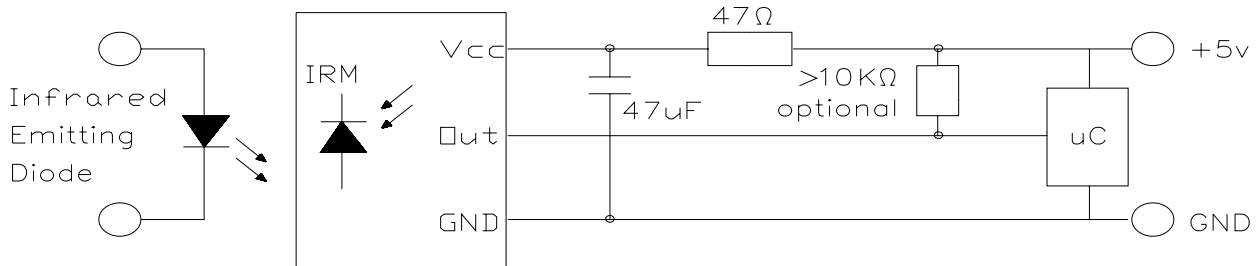 47Ω
Vcc
+5v
IRM
>10KΩ
optional
Infrared
Emitting
Diode
47uF
Out
uC
GND
GND